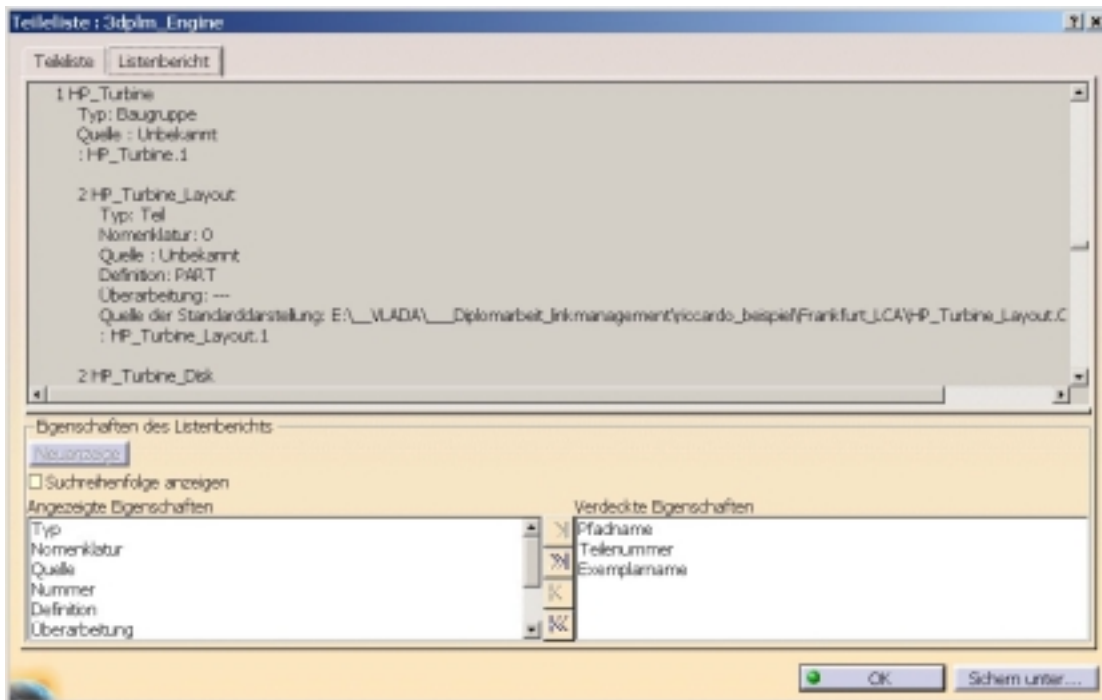 Teileliste : 3dplm_Engine
Teileliste
Listenbericht
1 HP_Turbine
Typ: Baugruppe
Quelle : Unbekannt
: HP_Turbine.1
2 HP_Turbine_Layout
Typ: Teil
Nomenklatur: 0
Quelle : Unbekannt
Definition: PART
Überarbeitung: ---
Quelle der Standarddarstellung: E:\__VLADA\___Diplomarbeit_linkmanagement\riccardo_beispiel\Frankfurt_LCA\HP_Turbine_Layout.C
: HP_Turbine_Layout.1
2 HP_Turbine_Disk
Eigenschaften des Listenberichts
Neuanzeige
Suchreihenfolge anzeigen
Angezeigte Eigenschaften
Verdeckte Eigenschaften
Typ
Nomenklatur
Quelle
Nummer
Definition
Überarbeitung
Pfadname
Teilenummer
Exemplarname
OK
Sichern unter...